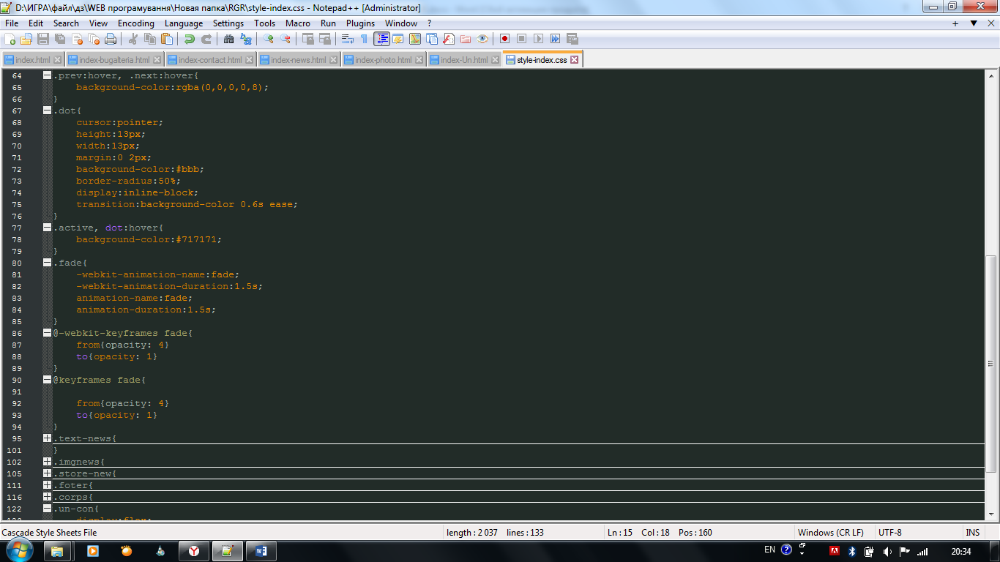 D:\ИГРА\файл\дз\WEB програмування\Новая папка\RGR\style-index.css - Notepad++ [Administrator]
File Edit Search View Encoding Language Settings Tools Macro Run Plugins Window ? + ▼ X
index.html index-bugalteria.html index-contact.html index-news.html index-photo.html index-Un.html style-index.css
64 .prev:hover, .next:hover{
65 background-color:rgba(0,0,0,0,8);
66 }
67 .dot{
68 cursor:pointer;
69 height:13px;
70 width:13px;
71 margin:0 2px;
72 background-color:#bbb;
73 border-radius:50%;
74 display:inline-block;
75 transition:background-color 0.6s ease;
76 }
77 .active, dot:hover{
78 background-color:#717171;
79 }
80 .fade{
81 -webkit-animation-name:fade;
82 -webkit-animation-duration:1.5s;
83 animation-name:fade;
84 animation-duration:1.5s;
85 }
86 @-webkit-keyframes fade{
87 from{opacity: 4}
88 to{opacity: 1}
89 }
90 @keyframes fade{
91
92 from{opacity: 4}
93 to{opacity: 1}
94 }
95 .text-news{
101 }
102 .imgnews{
105 .store-new{
111 .foter{
116 .corps{
122 .un-con{
display:flex;
Cascade Style Sheets File length : 2 037 lines : 133 Ln : 15 Col : 18 Pos : 160 Windows (CR LF) UTF-8 INS
EN 20:34